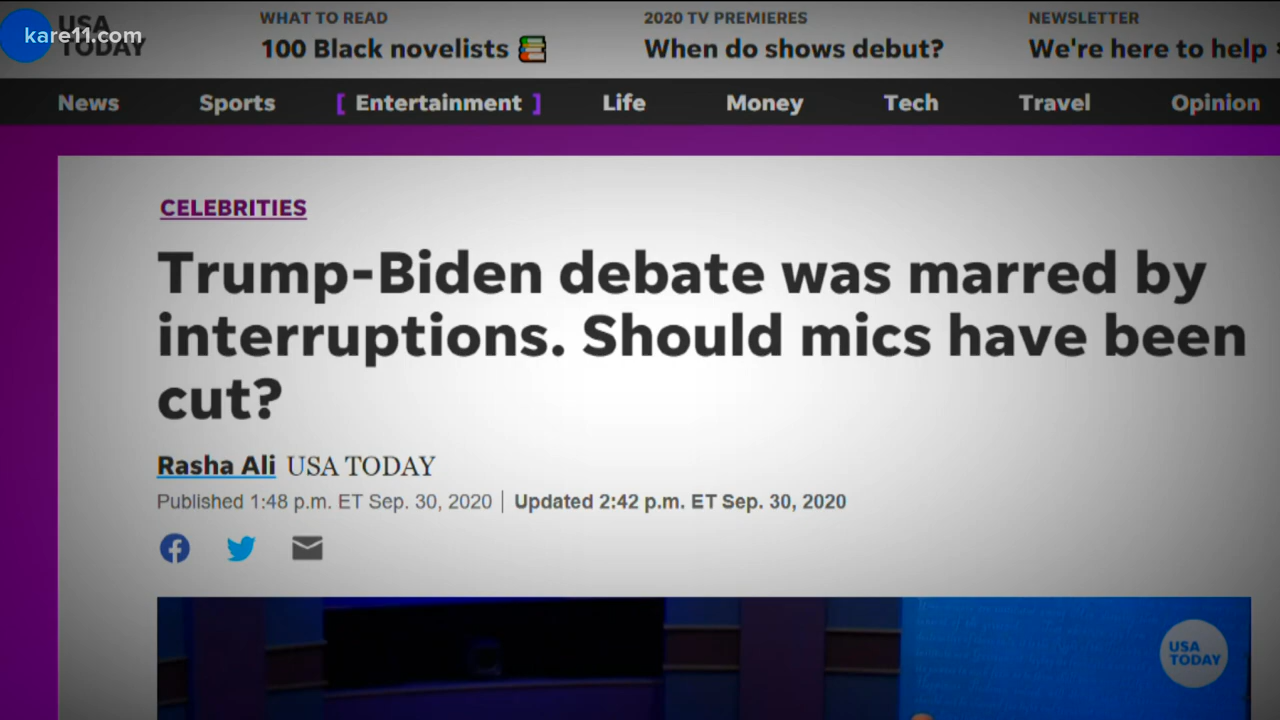 kare11.com
USA
TODAY
WHAT TO READ
100 Black novelists
2020 TV PREMIERES
When do shows debut?
NEWSLETTER
We're here to help
News Sports [ Entertainment ] Life Money Tech Travel Opinion
CELEBRITIES
Trump-Biden debate was marred by
interruptions. Should mics have been
cut?
Rasha Ali USA TODAY
Published 1:48 p.m. ET Sep. 30, 2020 | Updated 2:42 p.m. ET Sep. 30, 2020
USA
TODAY